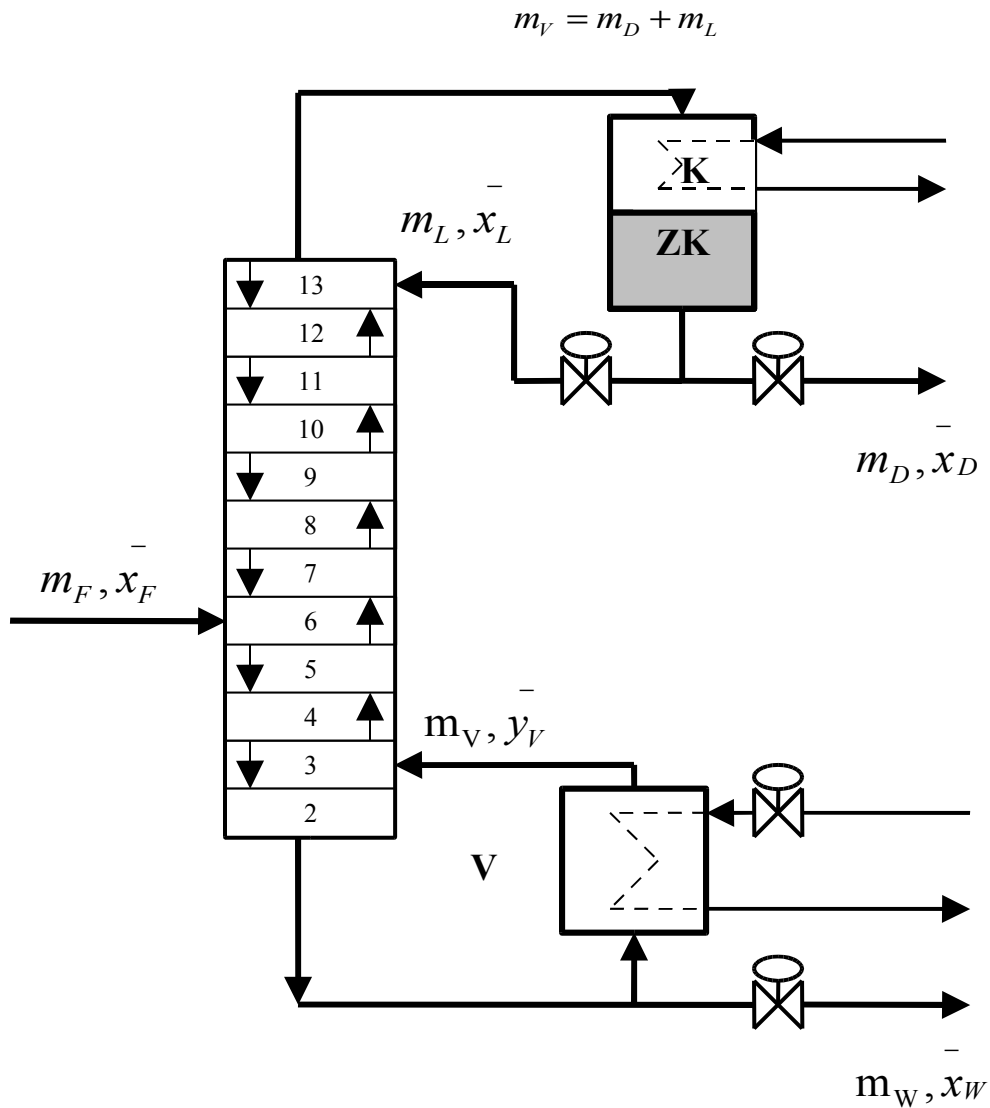 m_V = m_D + m_L
K
ZK
m_L, x̄_L
13
12
11
10
9
8
7
6
5
4
3
2
m_D, x̄_D
m_F, x̄_F
m_V, ȳ_V
V
m_W, x̄_W